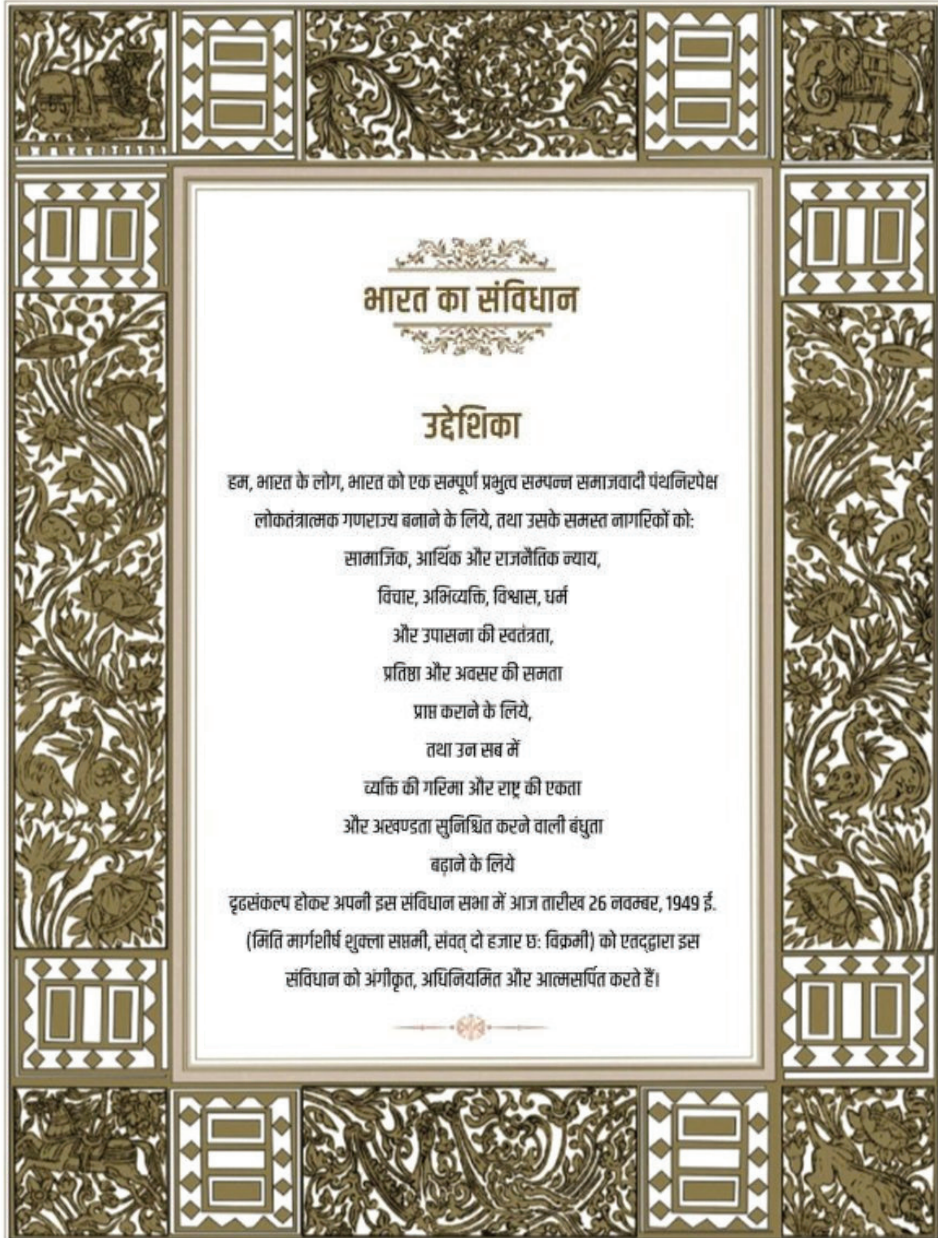 भारत का संविधान
उद्देशिका
हम, भारत के लोग, भारत को एक सम्पूर्ण प्रभुत्व सम्पन्न समाजवादी पंथनिरपेक्ष
लोकतंत्रात्मक गणराज्य बनाने के लिये, तथा उसके समस्त नागरिकों को:
सामाजिक, आर्थिक और राजनैतिक न्याय,
विचार, अभिव्यक्ति, विश्वास, धर्म
और उपासना की स्वतंत्रता,
प्रतिष्ठा और अवसर की समता
प्राप्त कराने के लिये,
तथा उन सब में
व्यक्ति की गरिमा और राष्ट्र की एकता
और अखण्डता सुनिश्चित करने वाली बंधुता
बढ़ाने के लिये
दृढसंकल्प होकर अपनी इस संविधान सभा में आज तारीख 26 नवम्बर, 1949 ई.
(मिति मार्गशीर्ष शुक्ला सप्तमी, संवत् दो हजार छ: विक्रमी) को एतद्द्वारा इस
संविधान को अंगीकृत, अधिनियमित और आत्मसर्पित करते हैं।